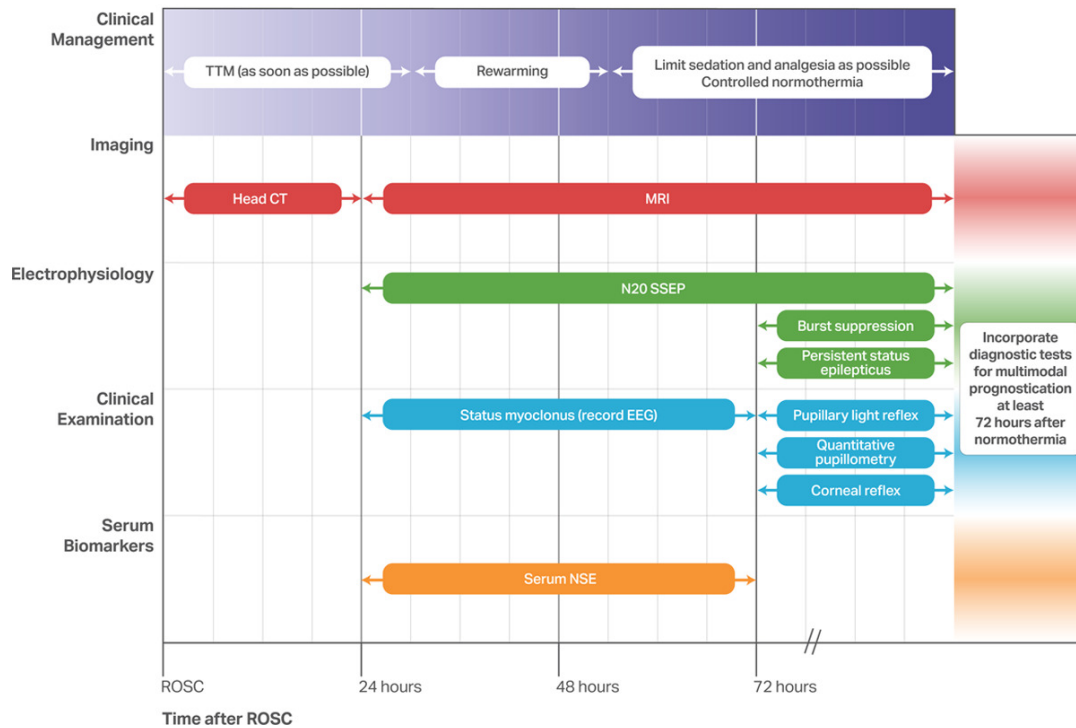 Clinical
Management
TTM (as soon as possible)
Rewarming
Limit sedation and analgesia as possible
Controlled normothermia
Imaging
Head CT
MRI
Electrophysiology
N20 SSEP
Burst suppression
Persistent status
epilepticus
Clinical
Examination
Status myoclonus (record EEG)
Pupillary light reflex
Quantitative
pupillometry
Corneal reflex
Serum
Biomarkers
Serum NSE
Incorporate
diagnostic tests
for multimodal
prognostication
at least
72 hours after
normothermia
ROSC
24 hours
48 hours
72 hours
Time after ROSC